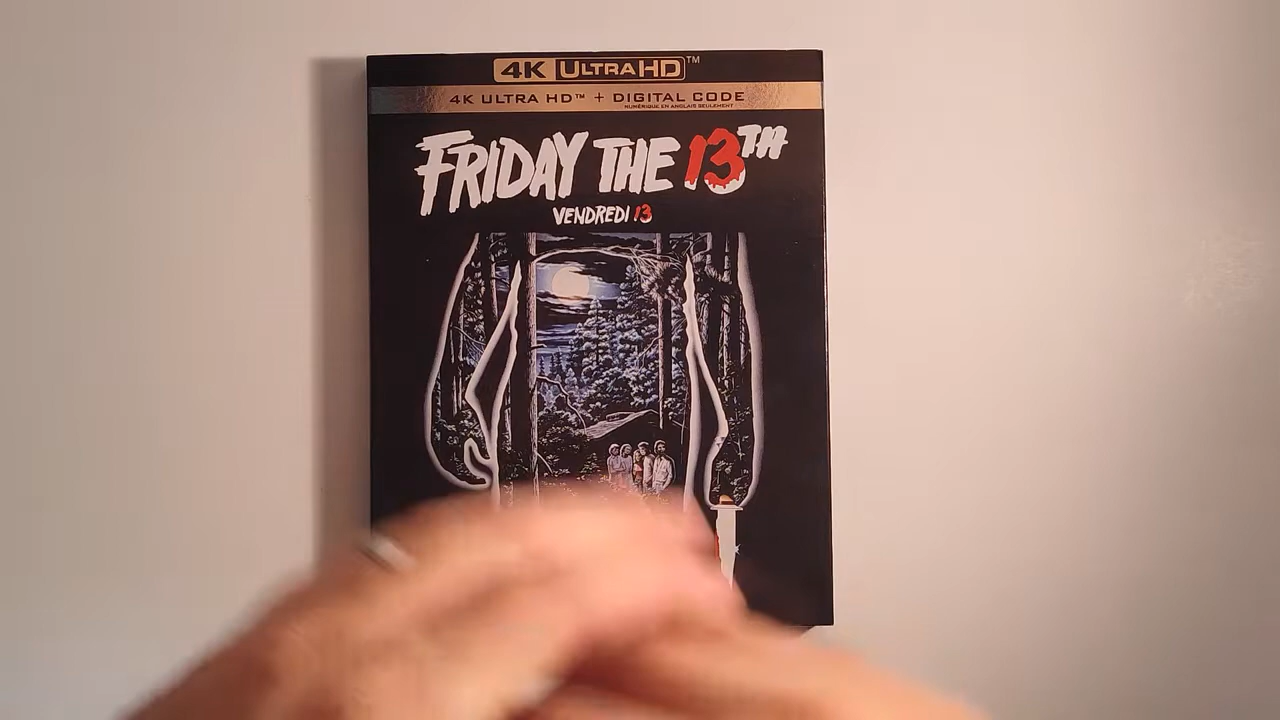 4K ULTRA HD™
4K ULTRA HD™ + DIGITAL CODE
NUMÉRIQUE EN ANGLAIS SEULEMENT
FRIDAY THE 13TH
VENDREDI 13